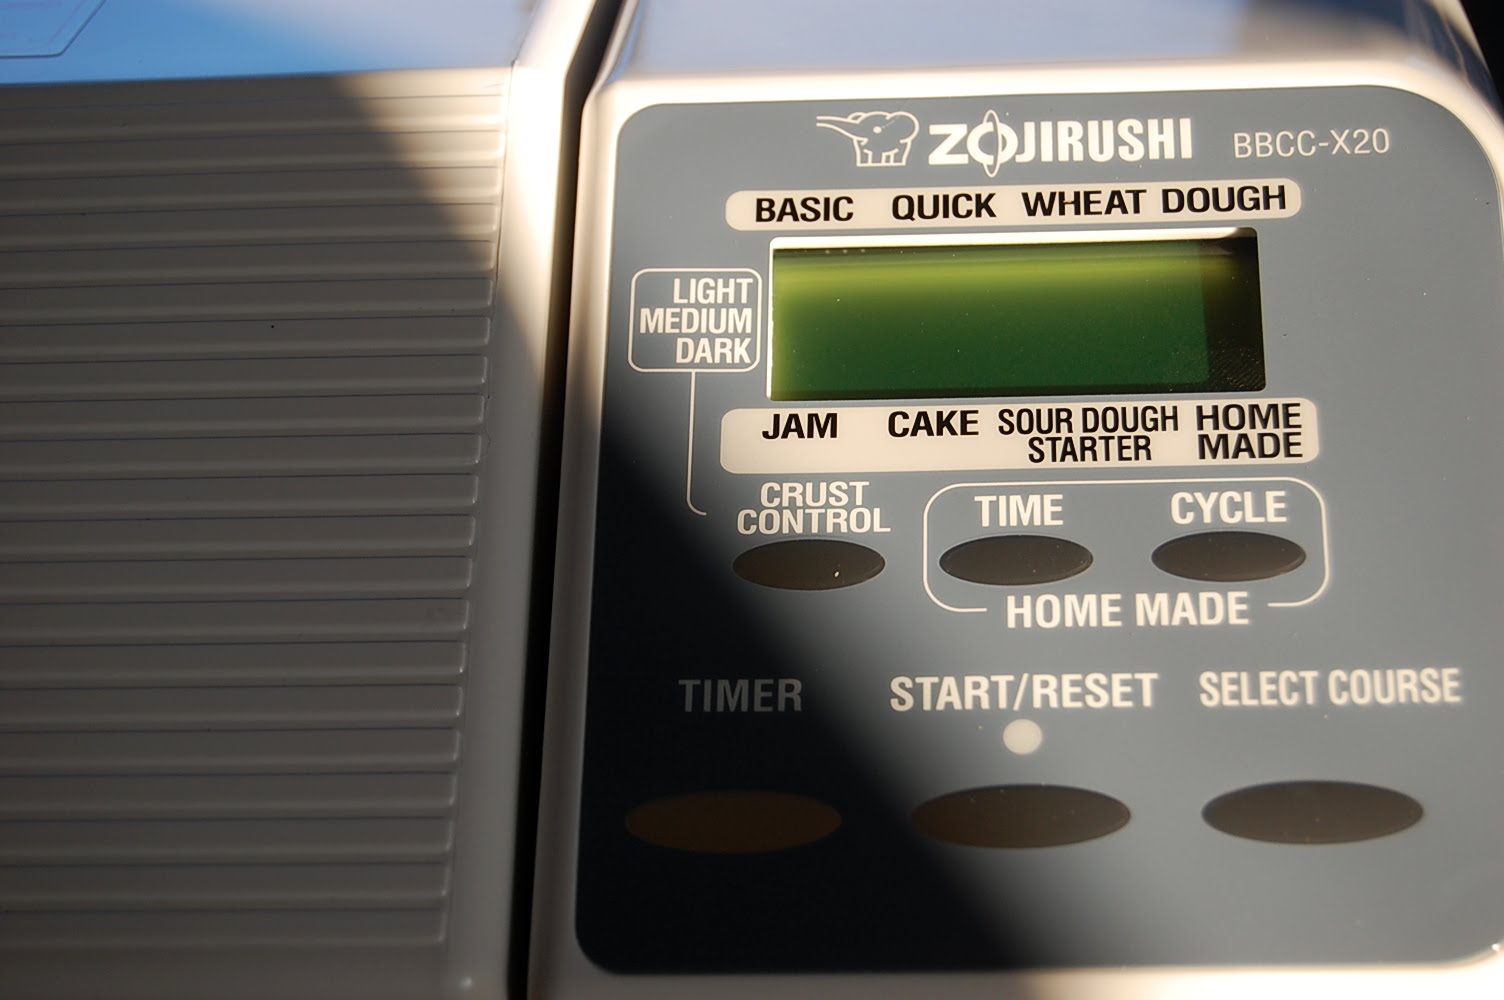 ZOJIRUSHI BBCC-X20
BASIC QUICK WHEAT DOUGH
LIGHT
MEDIUM
DARK
JAM CAKE SOUR DOUGH STARTER HOME MADE
CRUST CONTROL
TIME CYCLE
HOME MADE
TIMER START/RESET SELECT COURSE